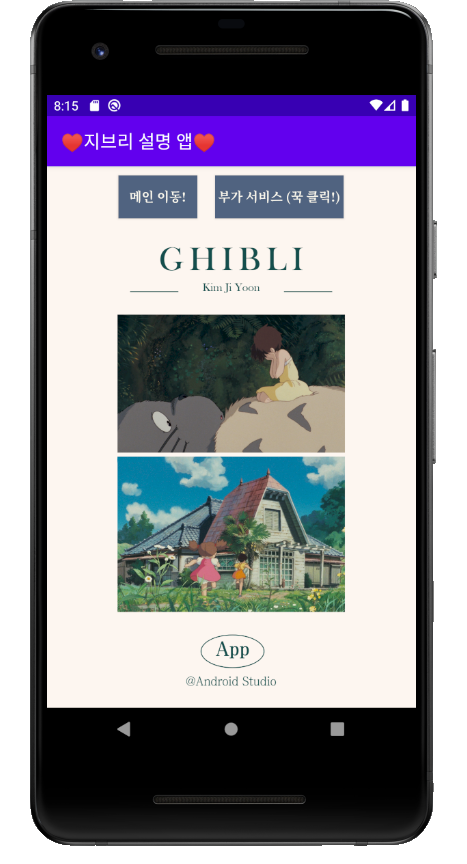 8:15
❤️지브리 설명 앱❤️
메인 이동!
부가 서비스 (꾹 클릭!)
GHIBLI
Kim Ji Yoon
App
@Android Studio